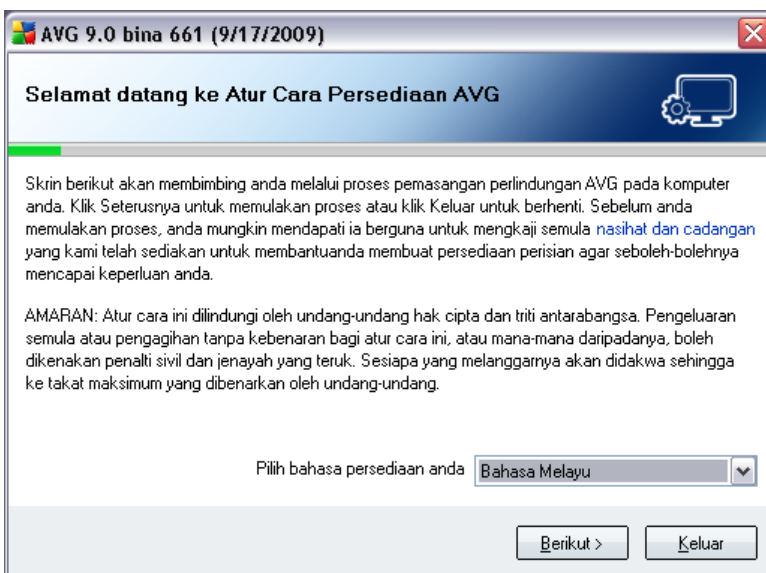 AVG 9.0 bina 661 (9/17/2009)
Selamat datang ke Atur Cara Persediaan AVG
Skrin berikut akan membimbing anda melalui proses pemasangan perlindungan AVG pada komputer
anda. Klik Seterusnya untuk memulakan proses atau klik Keluar untuk berhenti. Sebelum anda
memulakan proses, anda mungkin mendapati ia berguna untuk mengkaji semula nasihat dan cadangan
yang kami telah sediakan untuk membantuanda membuat persediaan perisian agar seboleh-bolehnya
mencapai keperluan anda.
AMARAN: Atur cara ini dilindungi oleh undang-undang hak cipta dan triti antarabangsa. Pengeluaran
semula atau pengagihan tanpa kebenaran bagi atur cara ini, atau mana-mana daripadanya, boleh
dikenakan penalti sivil dan jenayah yang teruk. Sesiapa yang melanggarnya akan didakwa sehingga
ke takat maksimum yang dibenarkan oleh undang-undang.
Pilih bahasa persediaan anda Bahasa Melayu
Berikut > Keluar